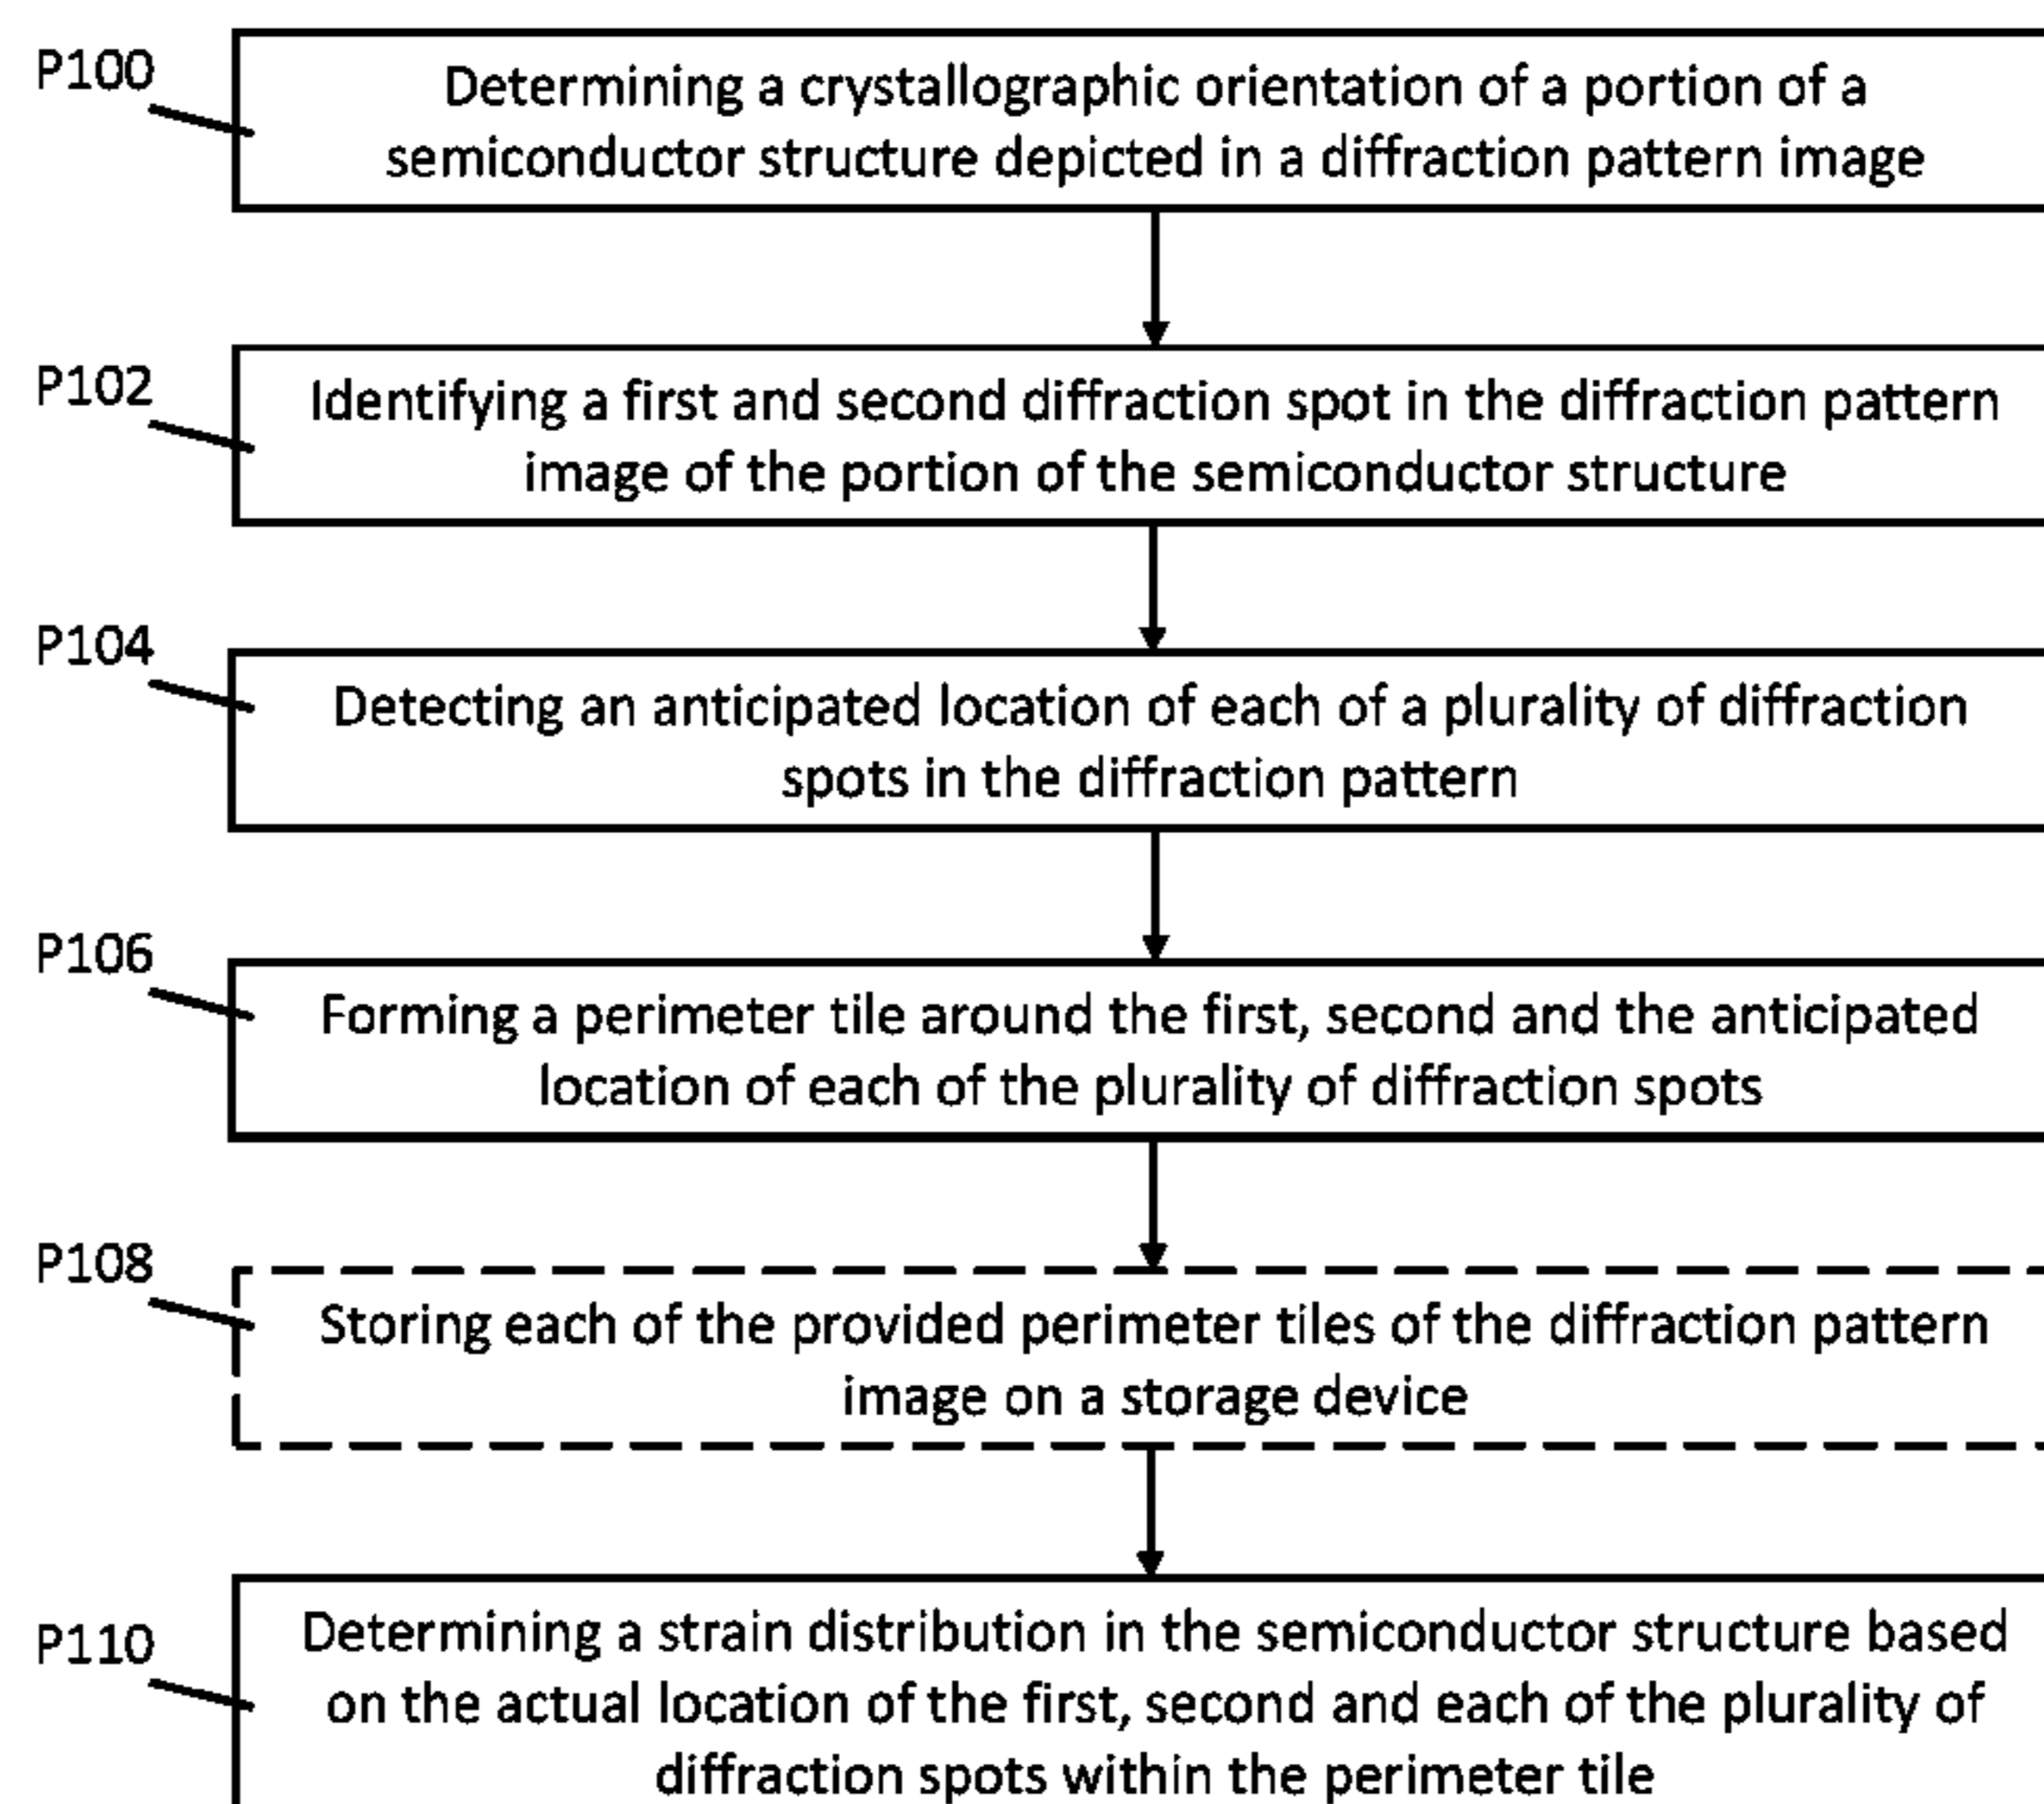 P100
Determining a crystallographic orientation of a portion of a
semiconductor structure depicted in a diffraction pattern image
P102
Identifying a first and second diffraction spot in the diffraction pattern
image of the portion of the semiconductor structure
P104
Detecting an anticipated location of each of a plurality of diffraction
spots in the diffraction pattern
P106
Forming a perimeter tile around the first, second and the anticipated
location of each of the plurality of diffraction spots
P108
Storing each of the provided perimeter tiles of the diffraction pattern
image on a storage device
P110
Determining a strain distribution in the semiconductor structure based
on the actual location of the first, second and each of the plurality of
diffraction spots within the perimeter tile